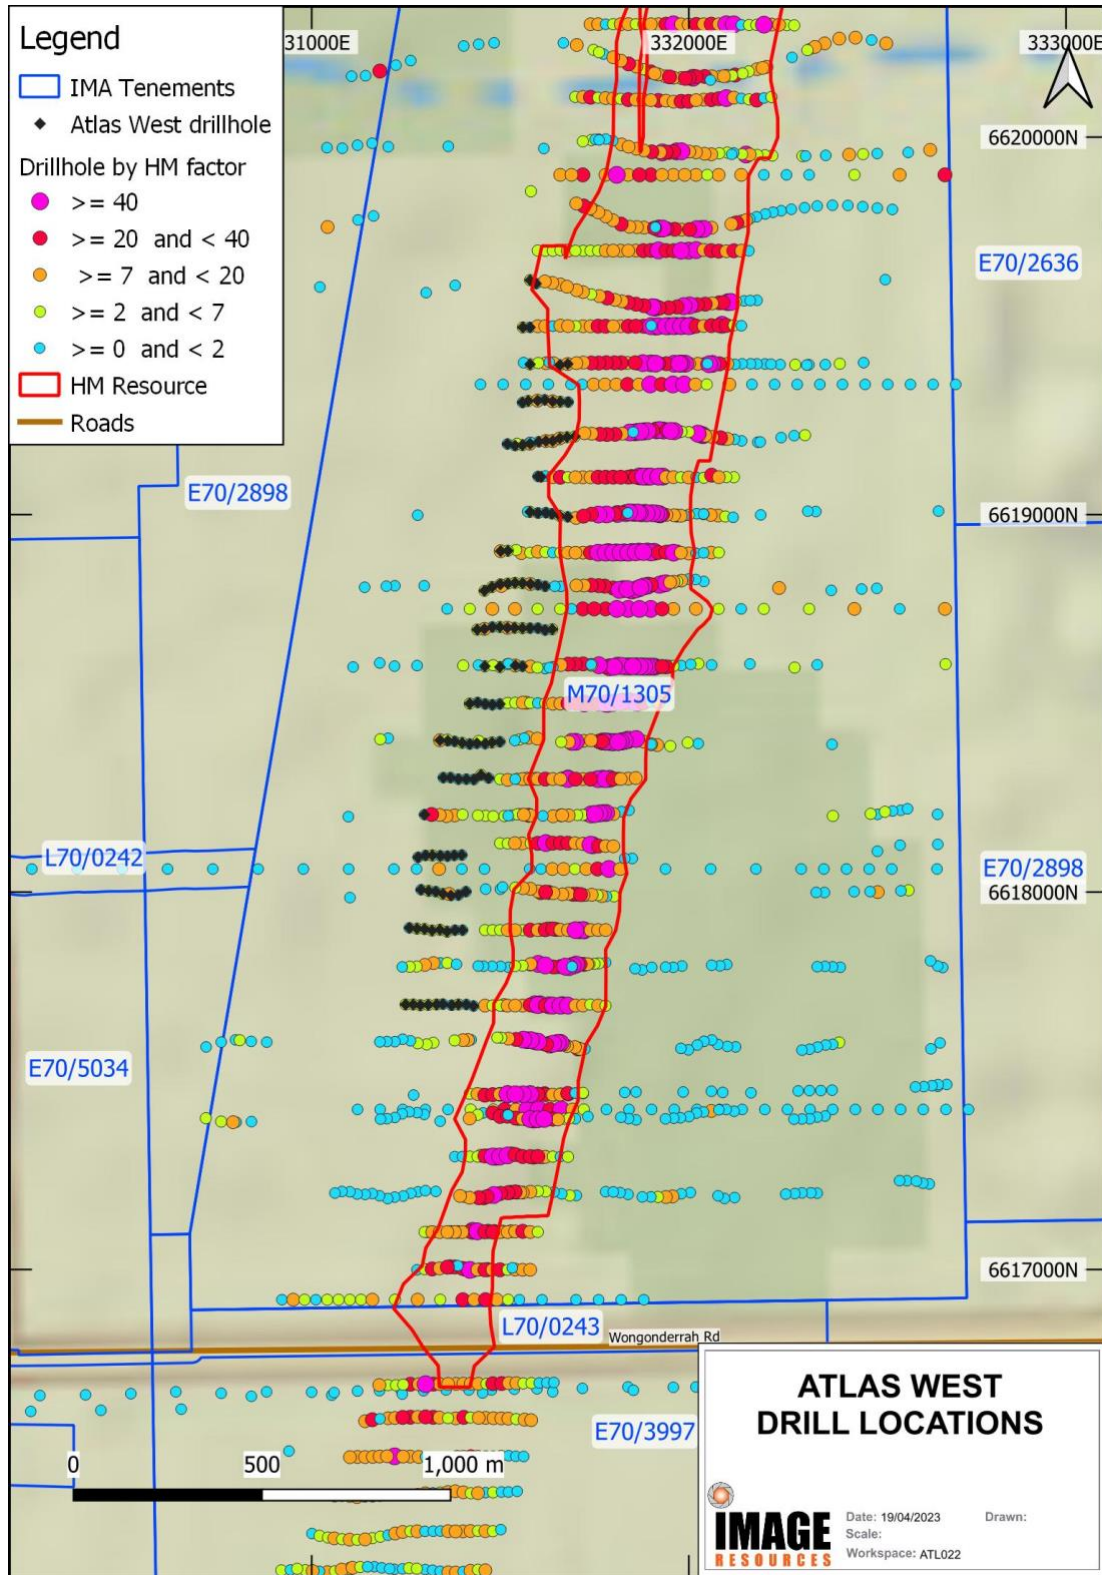 Legend
IMA Tenements
Atlas West drillhole
Drillhole by HM factor
>= 40
>= 20 and < 40
>= 7 and < 20
>= 2 and < 7
>= 0 and < 2
HM Resource
Roads
31000E
332000E
333000E
6620000N
E70/2636
E70/2898
6619000N
M70/1305
L70/0242
E70/2898
6618000N
E70/5034
6617000N
L70/0243
Wongonderrah Rd
E70/3997
0 500 1,000 m
ATLAS WEST
DRILL LOCATIONS
IMAGE
RESOURCES
Date: 19/04/2023 Drawn:
Scale:
Workspace: ATL022